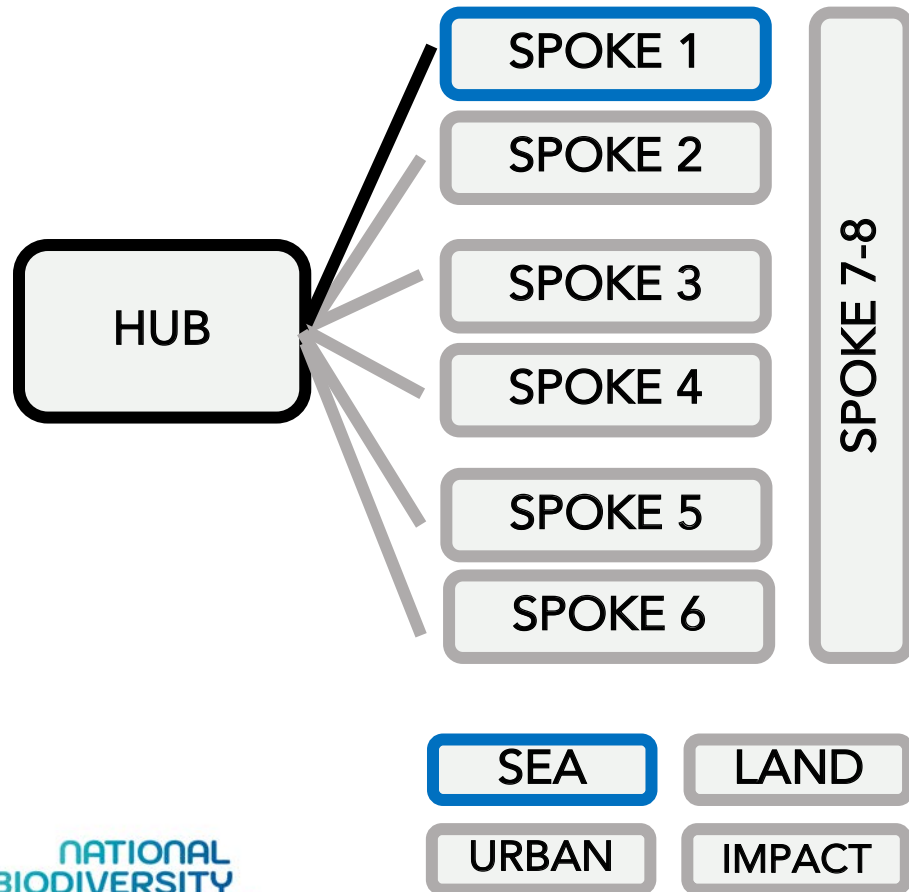 SPOKE 1
SPOKE 2
SPOKE 3
SPOKE 4
SPOKE 5
SPOKE 6
SPOKE 7-8
HUB
SEA
LAND
URBAN
IMPACT
NATIONAL
BIODIVERSITY